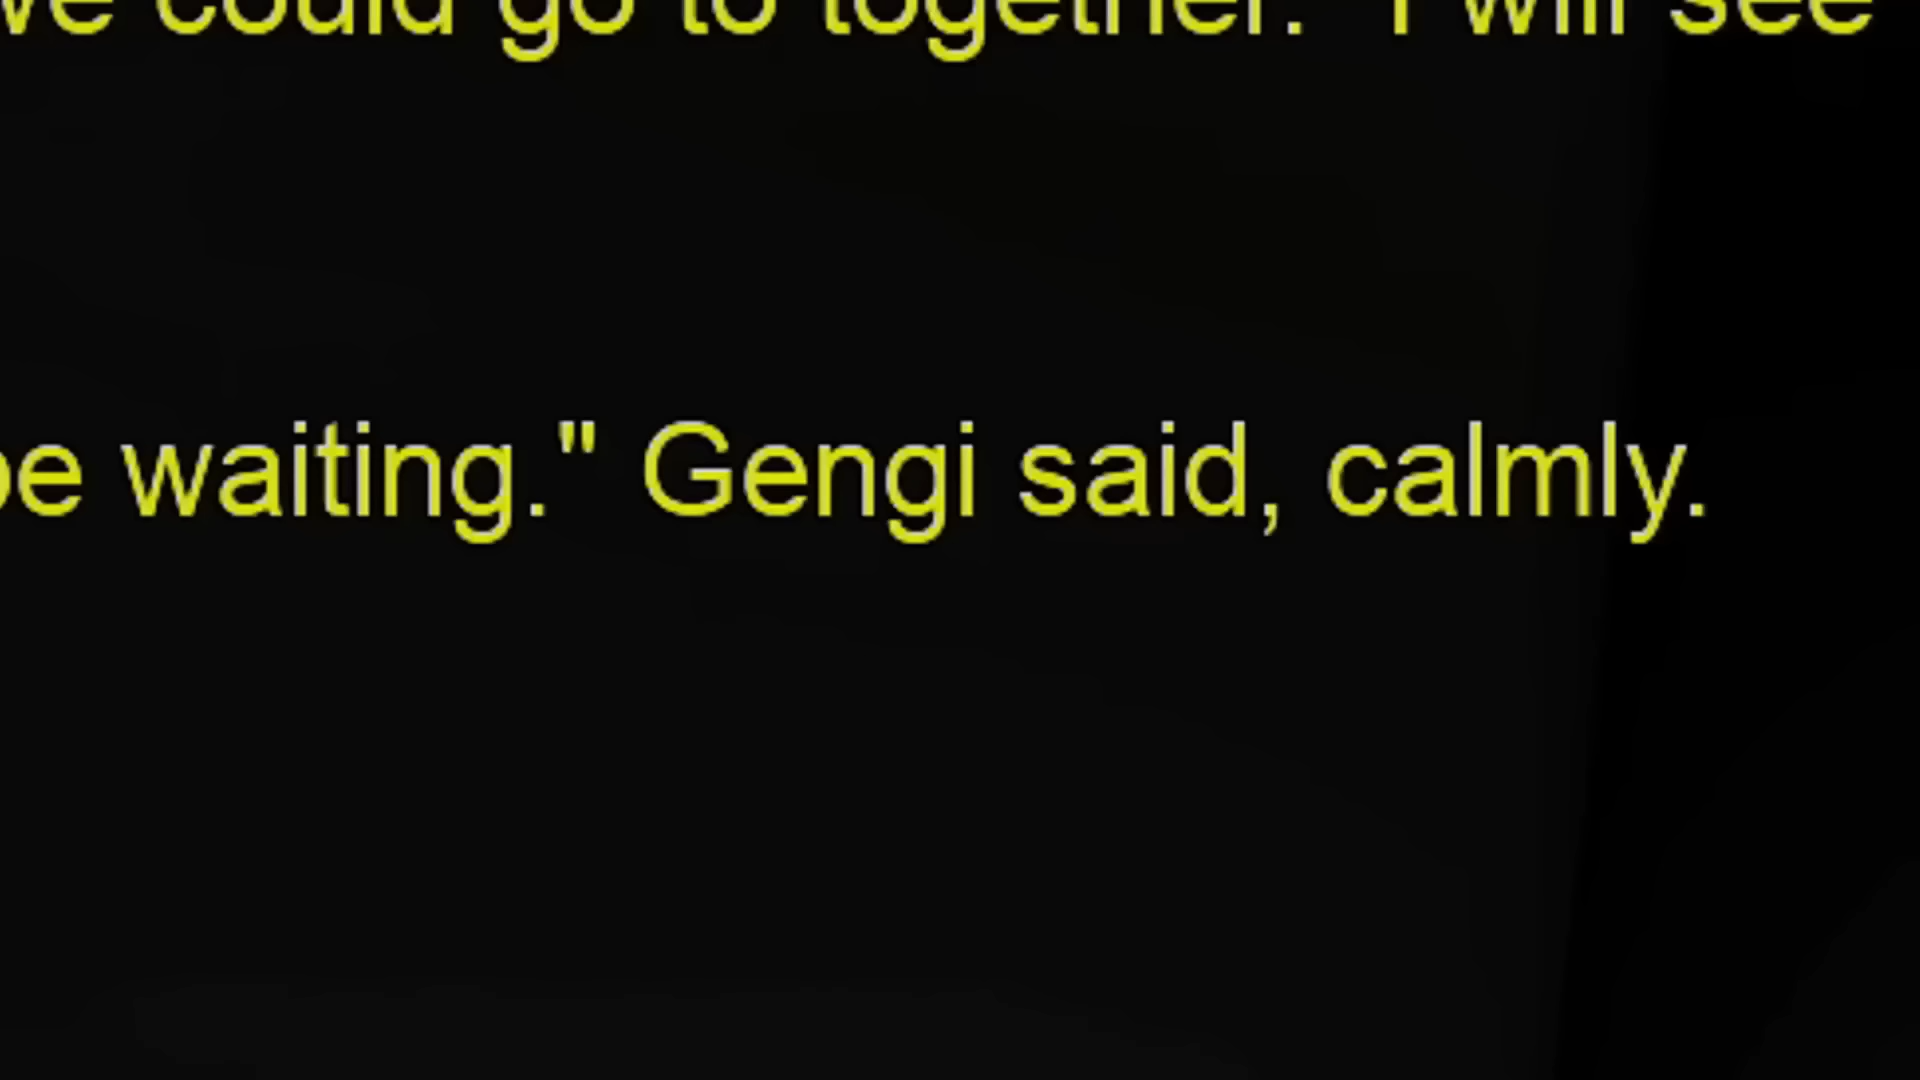 we could go to together." "I will see
be waiting." Gengi said, calmly.